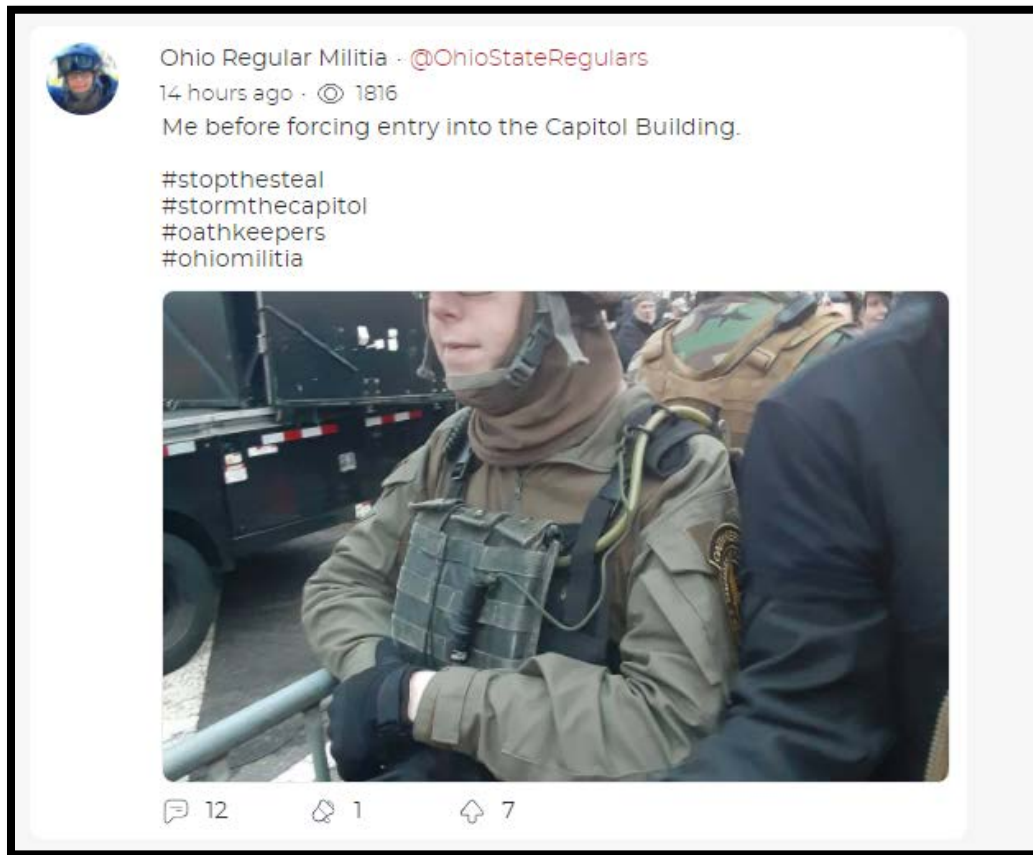 Ohio Regular Militia · @OhioStateRegulars
14 hours ago · 1816
Me before forcing entry into the Capitol Building.
#stopthesteal
#stormthecapitol
#oathkeepers
#ohiomilitia
12 1 7